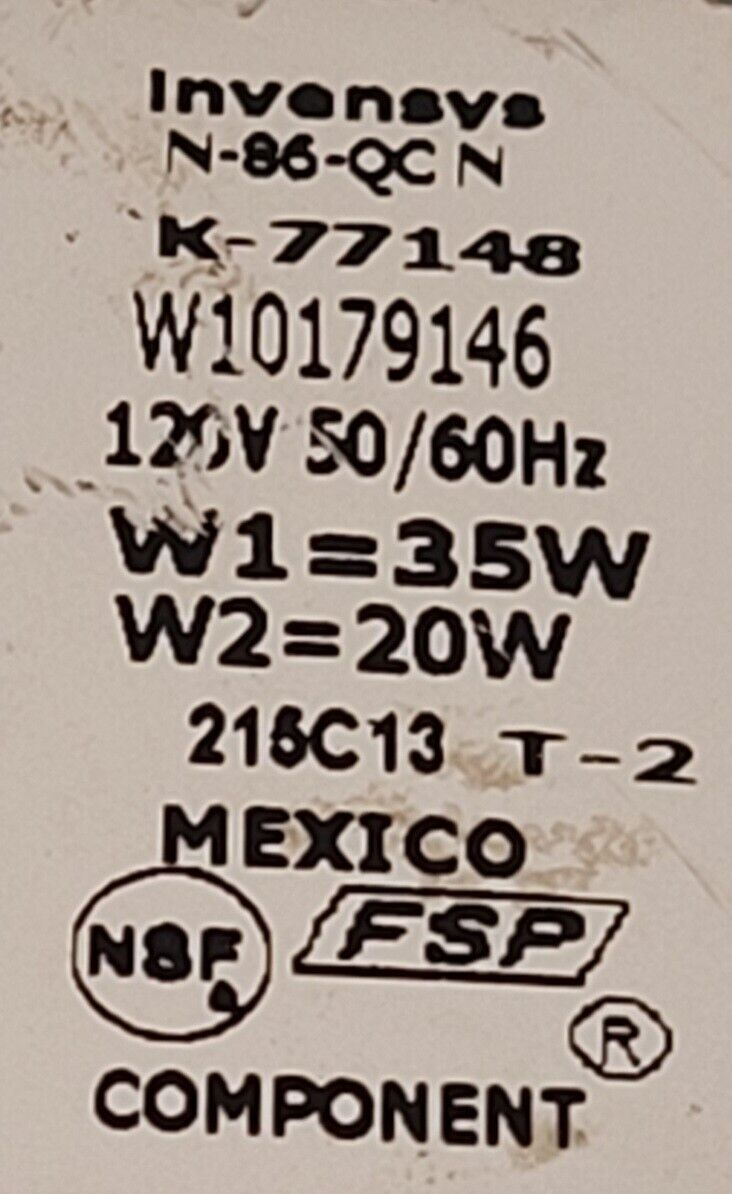 Invensys
N-86-QC N
K-77148
W10179146
120V 50/60Hz
W1=35W
W2=20W
216C13 T-2
MEXICO
NSF FSP
®
COMPONENT